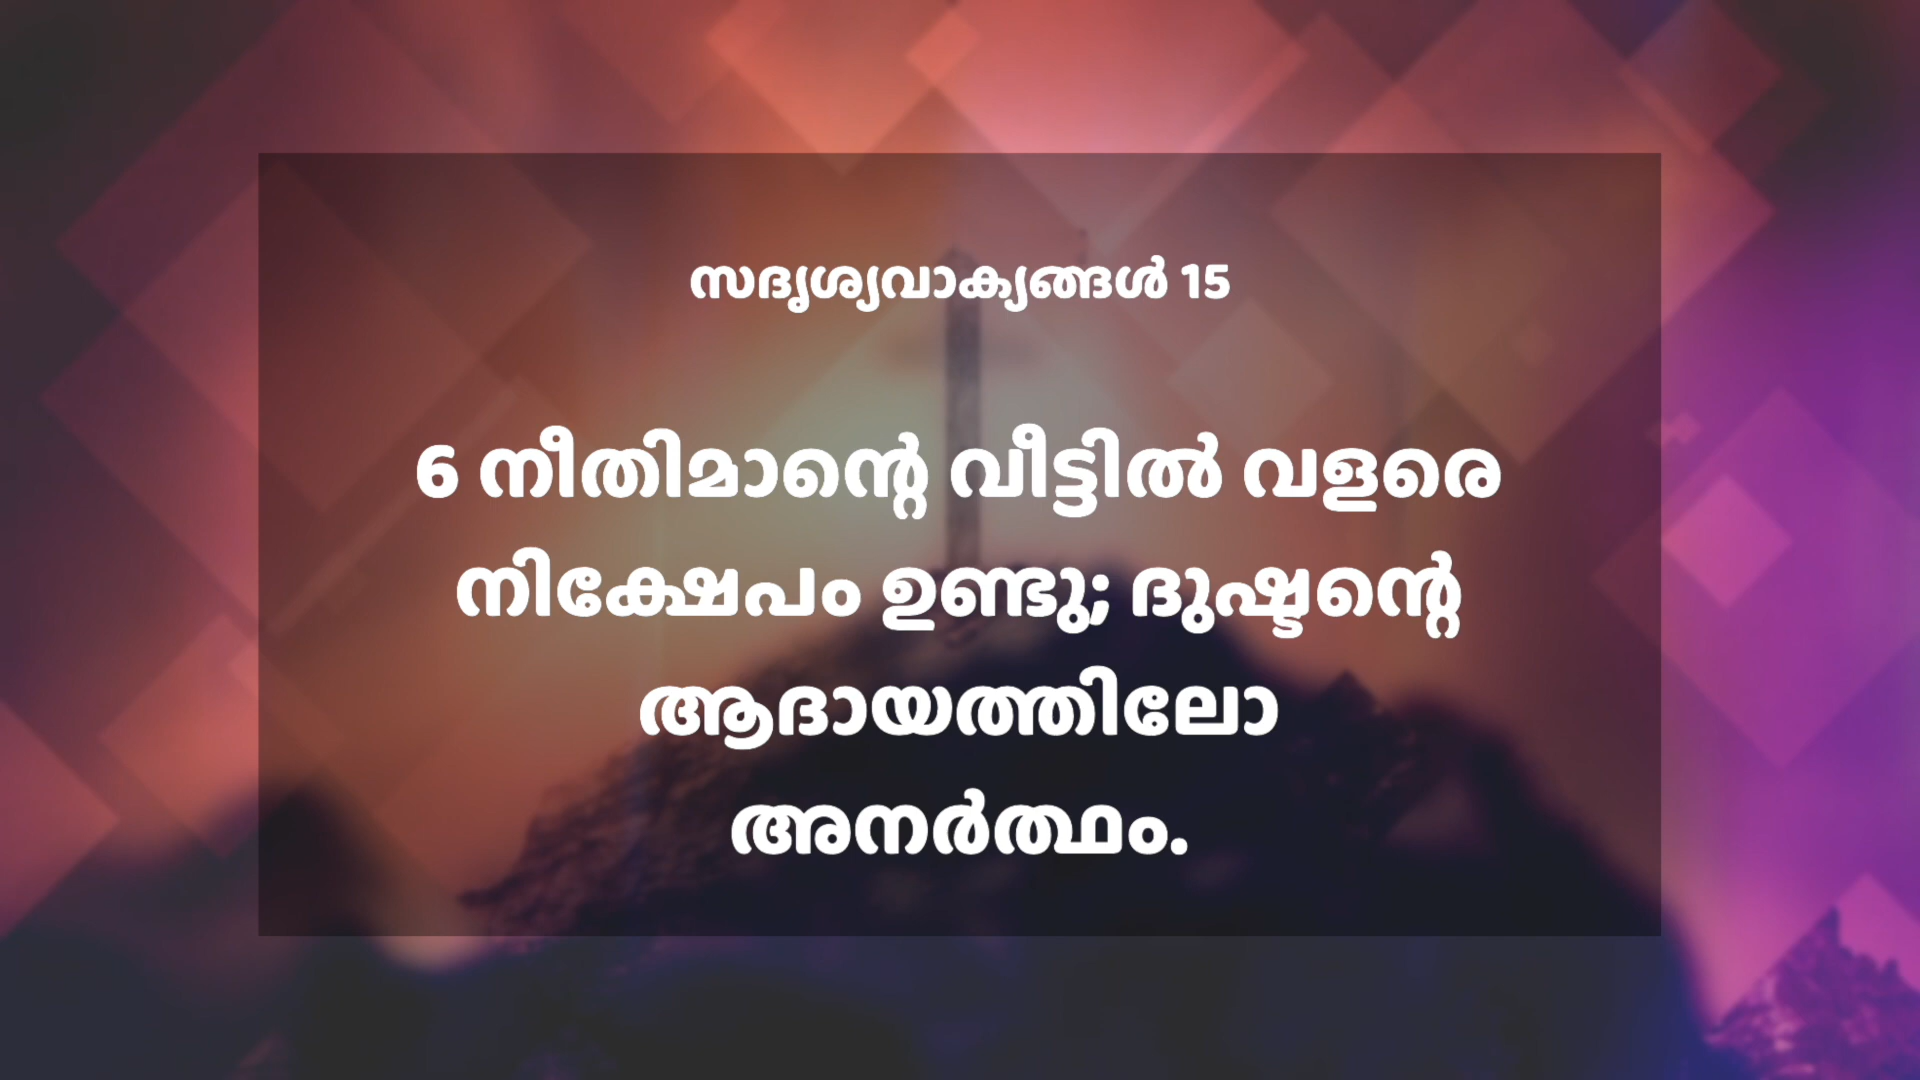 സദൃശ്യവാക്യങ്ങൾ 15
6 നീതിമാന്റെ വീട്ടിൽ വളരെ
നിക്ഷേപം ഉണ്ടു; ദുഷ്ടന്റെ
ആദായത്തിലോ
അനർത്ഥം.